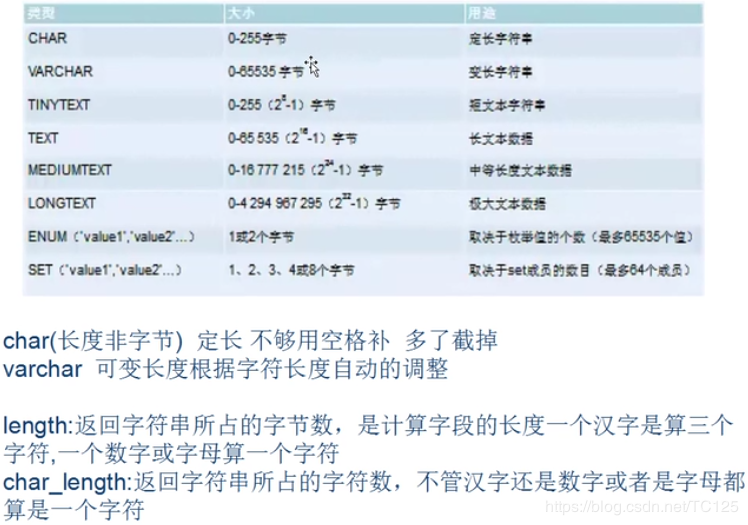 类型 大小 用途
CHAR 0-255字节 定长字符串
VARCHAR 0-65535 字节 变长字符串
TINYTEXT 0-255（2^8-1）字节 短文本字符串
TEXT 0-65 535（2^16-1）字节 长文本数据
MEDIUMTEXT 0-16 777 215（2^24-1）字节 中等长度文本数据
LONGTEXT 0-4 294 967 295（2^32-1）字节 极大文本数据
ENUM（'value1','value2'...） 1或2个字节 取决于枚举值的个数（最多65535个值）
SET（'value1','value2'...） 1、2、3、4或8个字节 取决于set成员的数目（最多64个成员）
char(长度非字节) 定长 不够用空格补 多了截掉
varchar 可变长度根据字符长度自动的调整
length:返回字符串所占的字节数，是计算字段的长度一个汉字是算三个
字符,一个数字或字母算一个字符
char_length:返回字符串所占的字符数，不管汉字还是数字或者是字母都
算是一个字符
https://blog.csdn.net/TC125